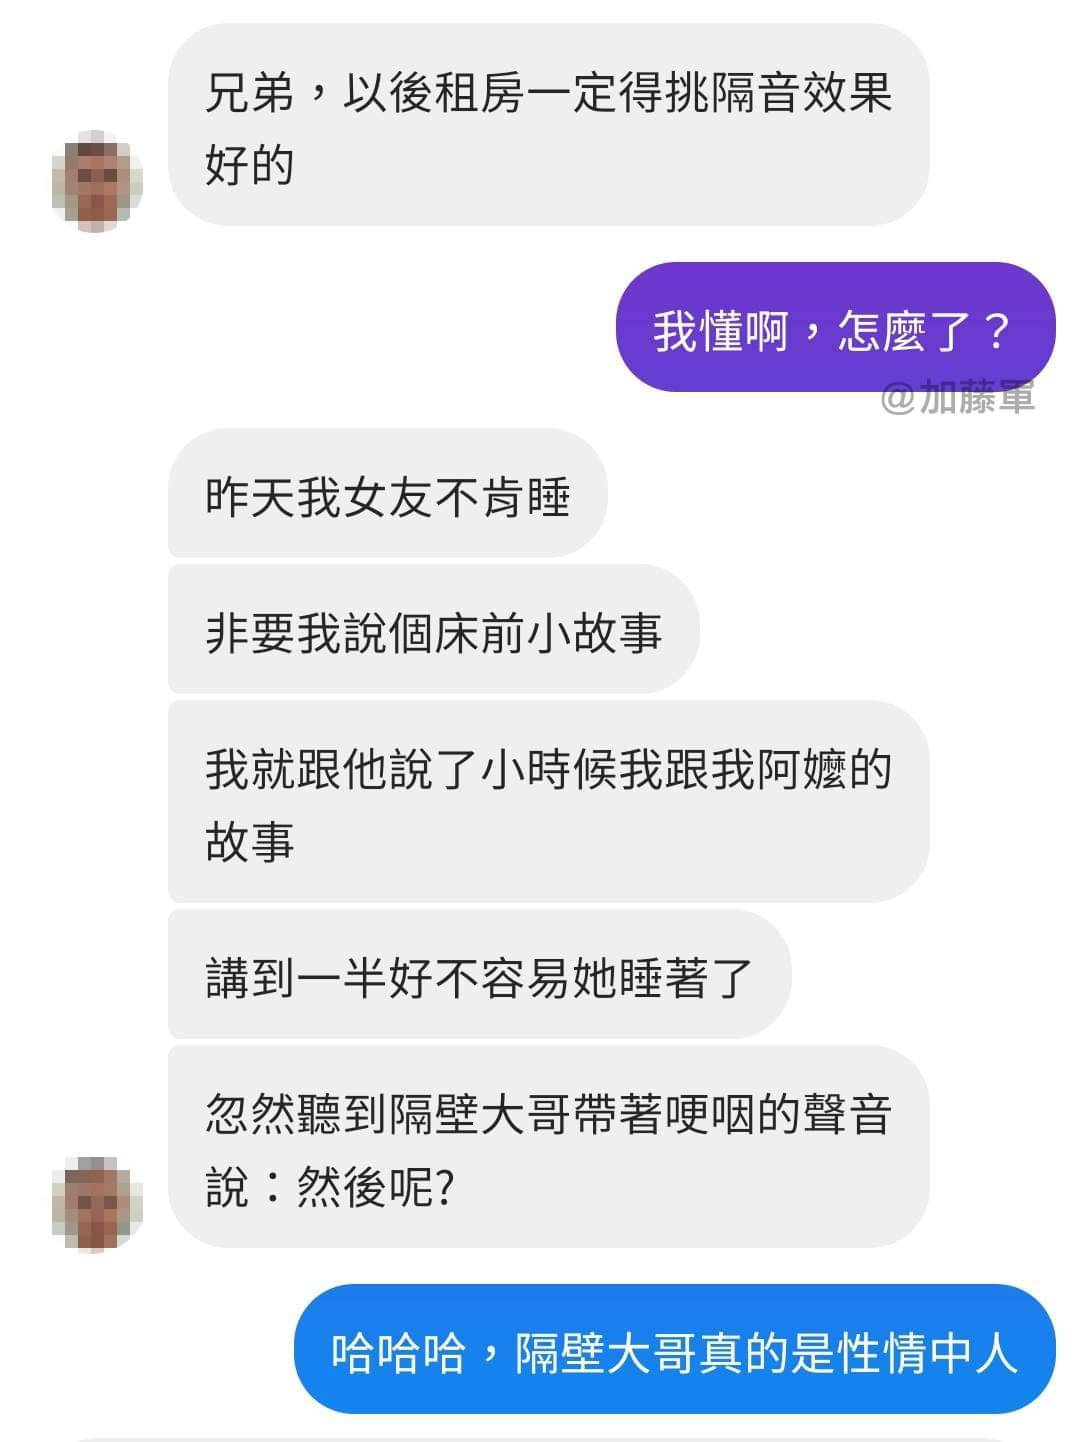 兄弟，以後租房一定得挑隔音效果
好的
我懂啊，怎麼了？
@加藤軍
昨天我女友不肯睡
非要我說個床前小故事
我就跟他說了小時候我跟我阿嬤的
故事
講到一半好不容易她睡著了
忽然聽到隔壁大哥帶著哽咽的聲音
說：然後呢?
哈哈哈，隔壁大哥真的是性情中人